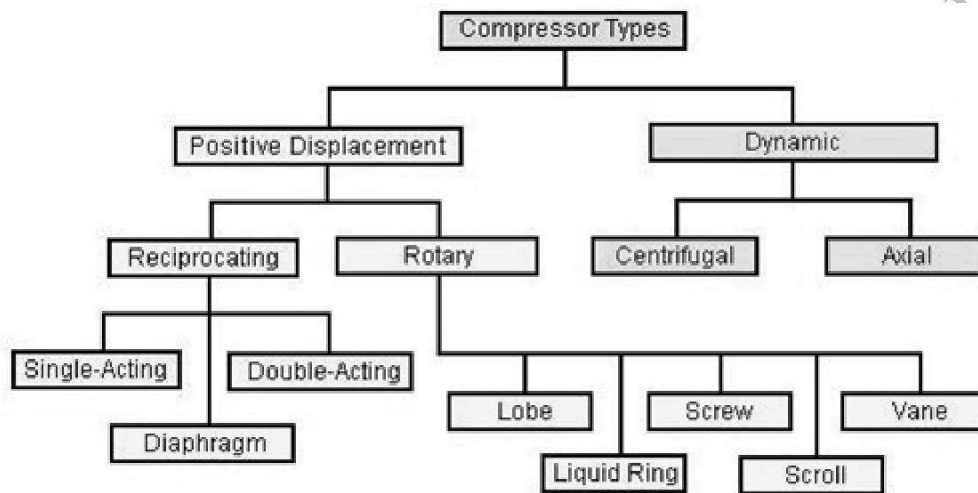 Compressor Types
Positive Displacement
Dynamic
Reciprocating
Rotary
Centrifugal
Axial
Single-Acting
Double-Acting
Diaphragm
Lobe
Liquid Ring
Screw
Scroll
Vane